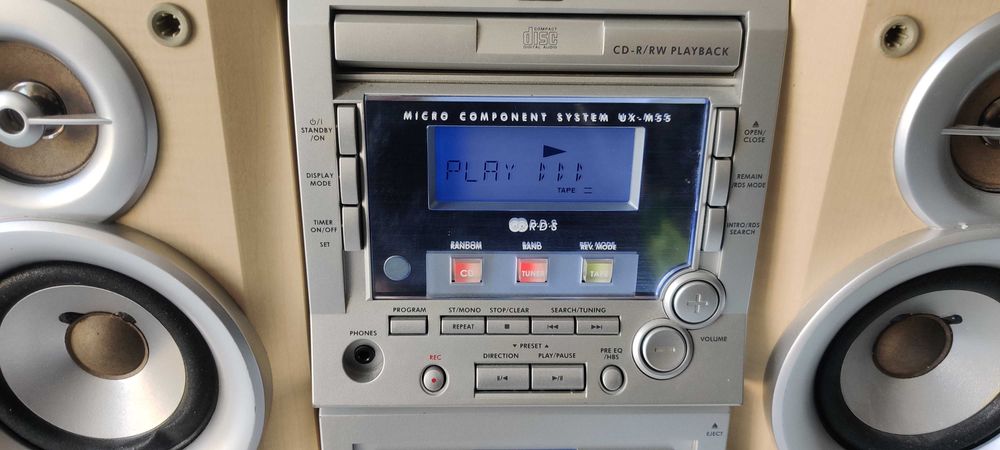 COMPACT
disc
DIGITAL AUDIO
CD-R/RW PLAYBACK
MICRO COMPONENT SYSTEM UX-M55
⏻/I
STANDBY
/ON
DISPLAY
MODE
TIMER
ON/OFF
SET
OPEN/
CLOSE
REMAIN
/RDS MODE
INTRO/RDS
SEARCH
PLAY
TAPE
RDS
RANDOM
BAND
REV. MODE
CD
TUNER
TAPE
PROGRAM
ST/MONO
STOP/CLEAR
SEARCH/TUNING
REPEAT
VOLUME
PHONES
REC
▼ PRESET ▲
DIRECTION
PLAY/PAUSE
PRE EQ
/HBS
EJECT